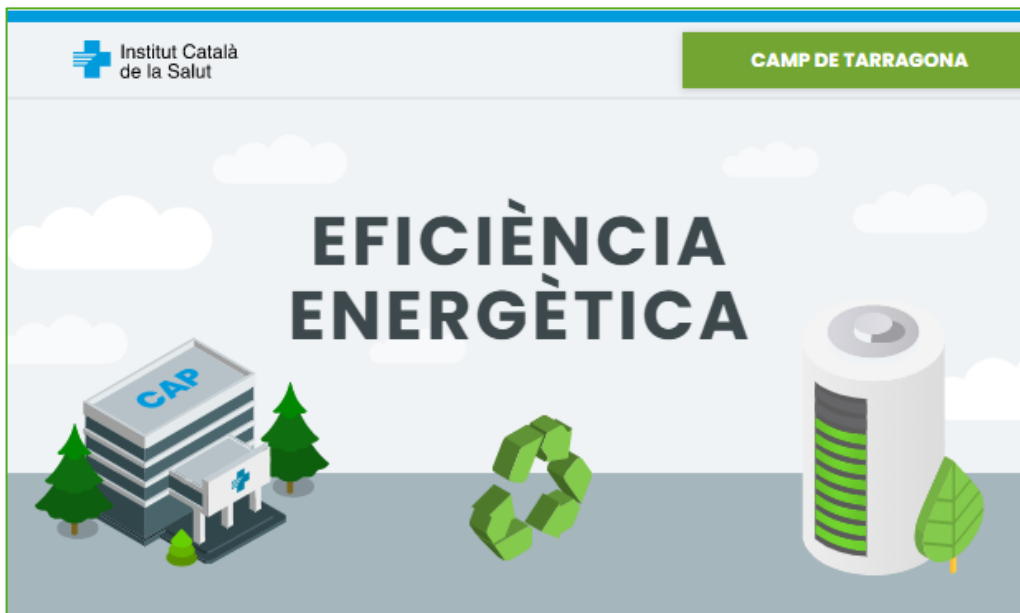 Institut Català
de la Salut
CAMP DE TARRAGONA
EFICIÈNCIA
ENERGÈTICA
CAP